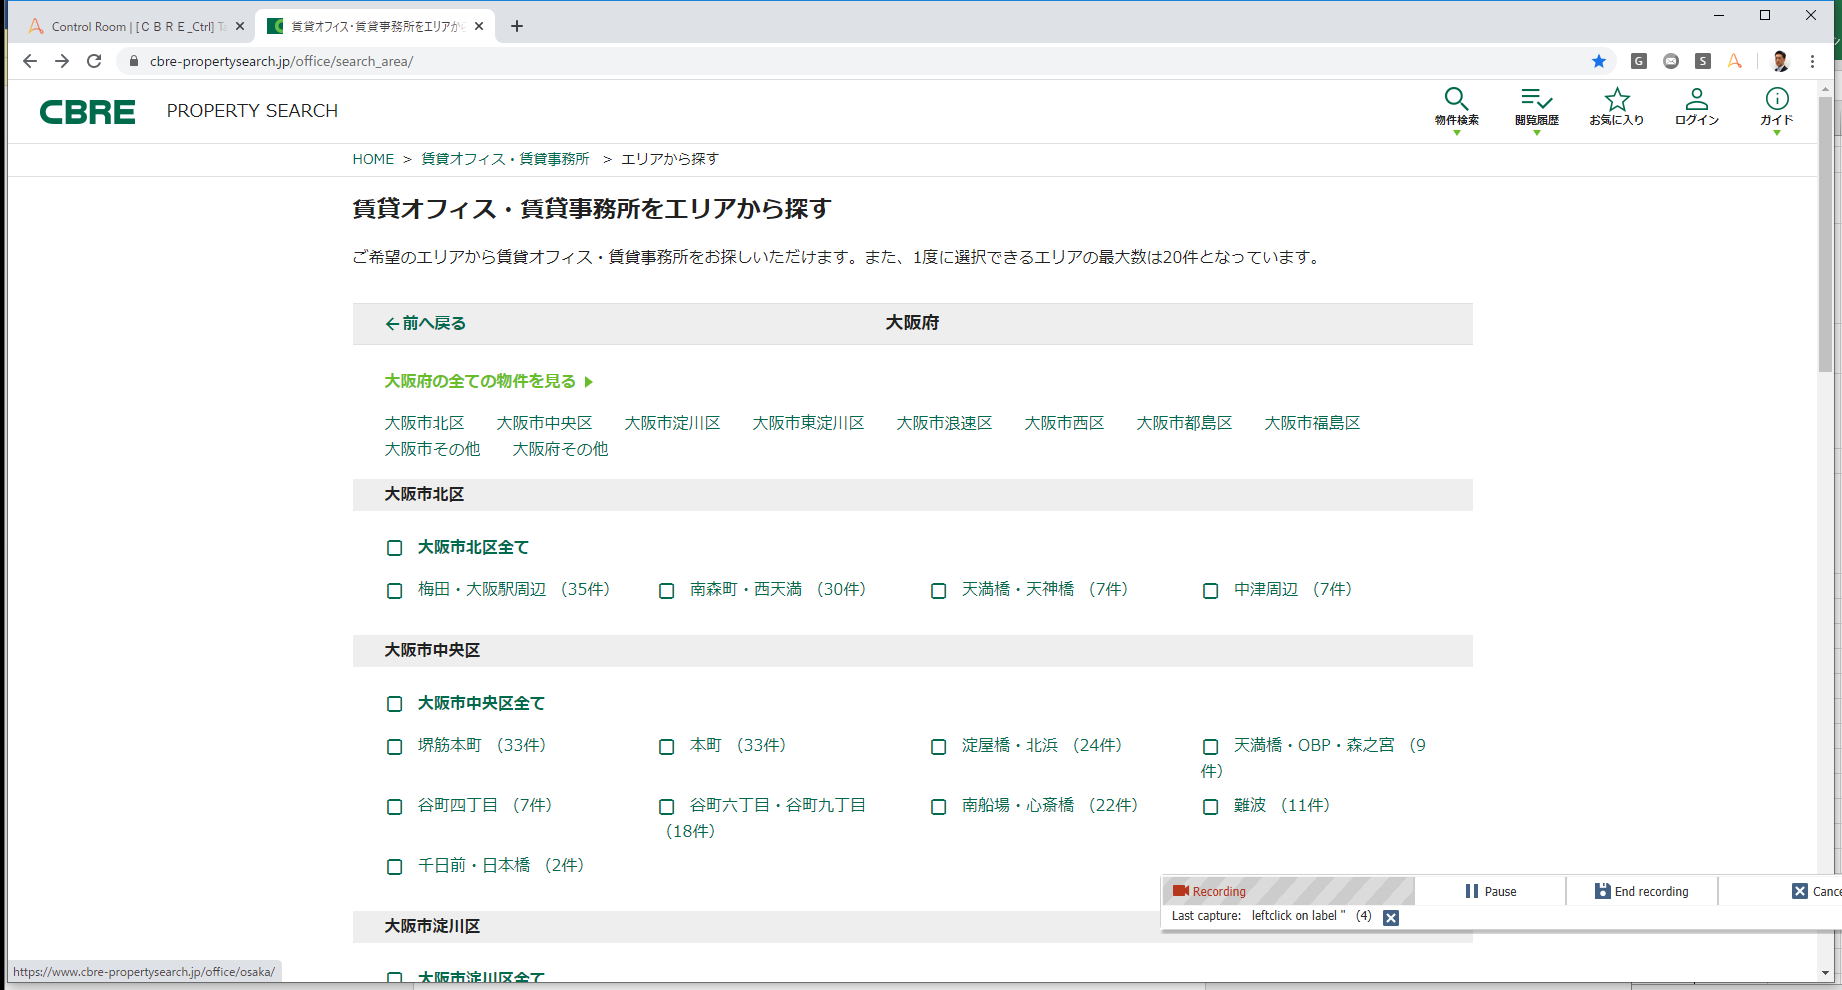 Control Room | [ＣＢＲＥ_Ctrl] Ta
賃貸オフィス・賃貸事務所をエリアから
cbre-propertysearch.jp/office/search_area/
CBRE PROPERTY SEARCH
物件検索 閲覧履歴 お気に入り ログイン ガイド
HOME > 賃貸オフィス・賃貸事務所 > エリアから探す
賃貸オフィス・賃貸事務所をエリアから探す
ご希望のエリアから賃貸オフィス・賃貸事務所をお探しいただけます。また、1度に選択できるエリアの最大数は20件となっています。
←前へ戻る 大阪府
大阪府の全ての物件を見る
大阪市北区 大阪市中央区 大阪市淀川区 大阪市東淀川区 大阪市浪速区 大阪市西区 大阪市都島区 大阪市福島区
大阪市その他 大阪府その他
大阪市北区
大阪市北区全て
梅田・大阪駅周辺 （35件） 南森町・西天満 （30件） 天満橋・天神橋 （7件） 中津周辺 （7件）
大阪市中央区
大阪市中央区全て
堺筋本町 （33件） 本町 （33件） 淀屋橋・北浜 （24件） 天満橋・OBP・森之宮 （9
件）
谷町四丁目 （7件） 谷町六丁目・谷町九丁目 南船場・心斎橋 （22件） 難波 （11件）
（18件）
千日前・日本橋 （2件）
Recording Pause End recording Cance
Last capture: leftclick on label '' (4)
大阪市淀川区
大阪市淀川区全て
https://www.cbre-propertysearch.jp/office/osaka/